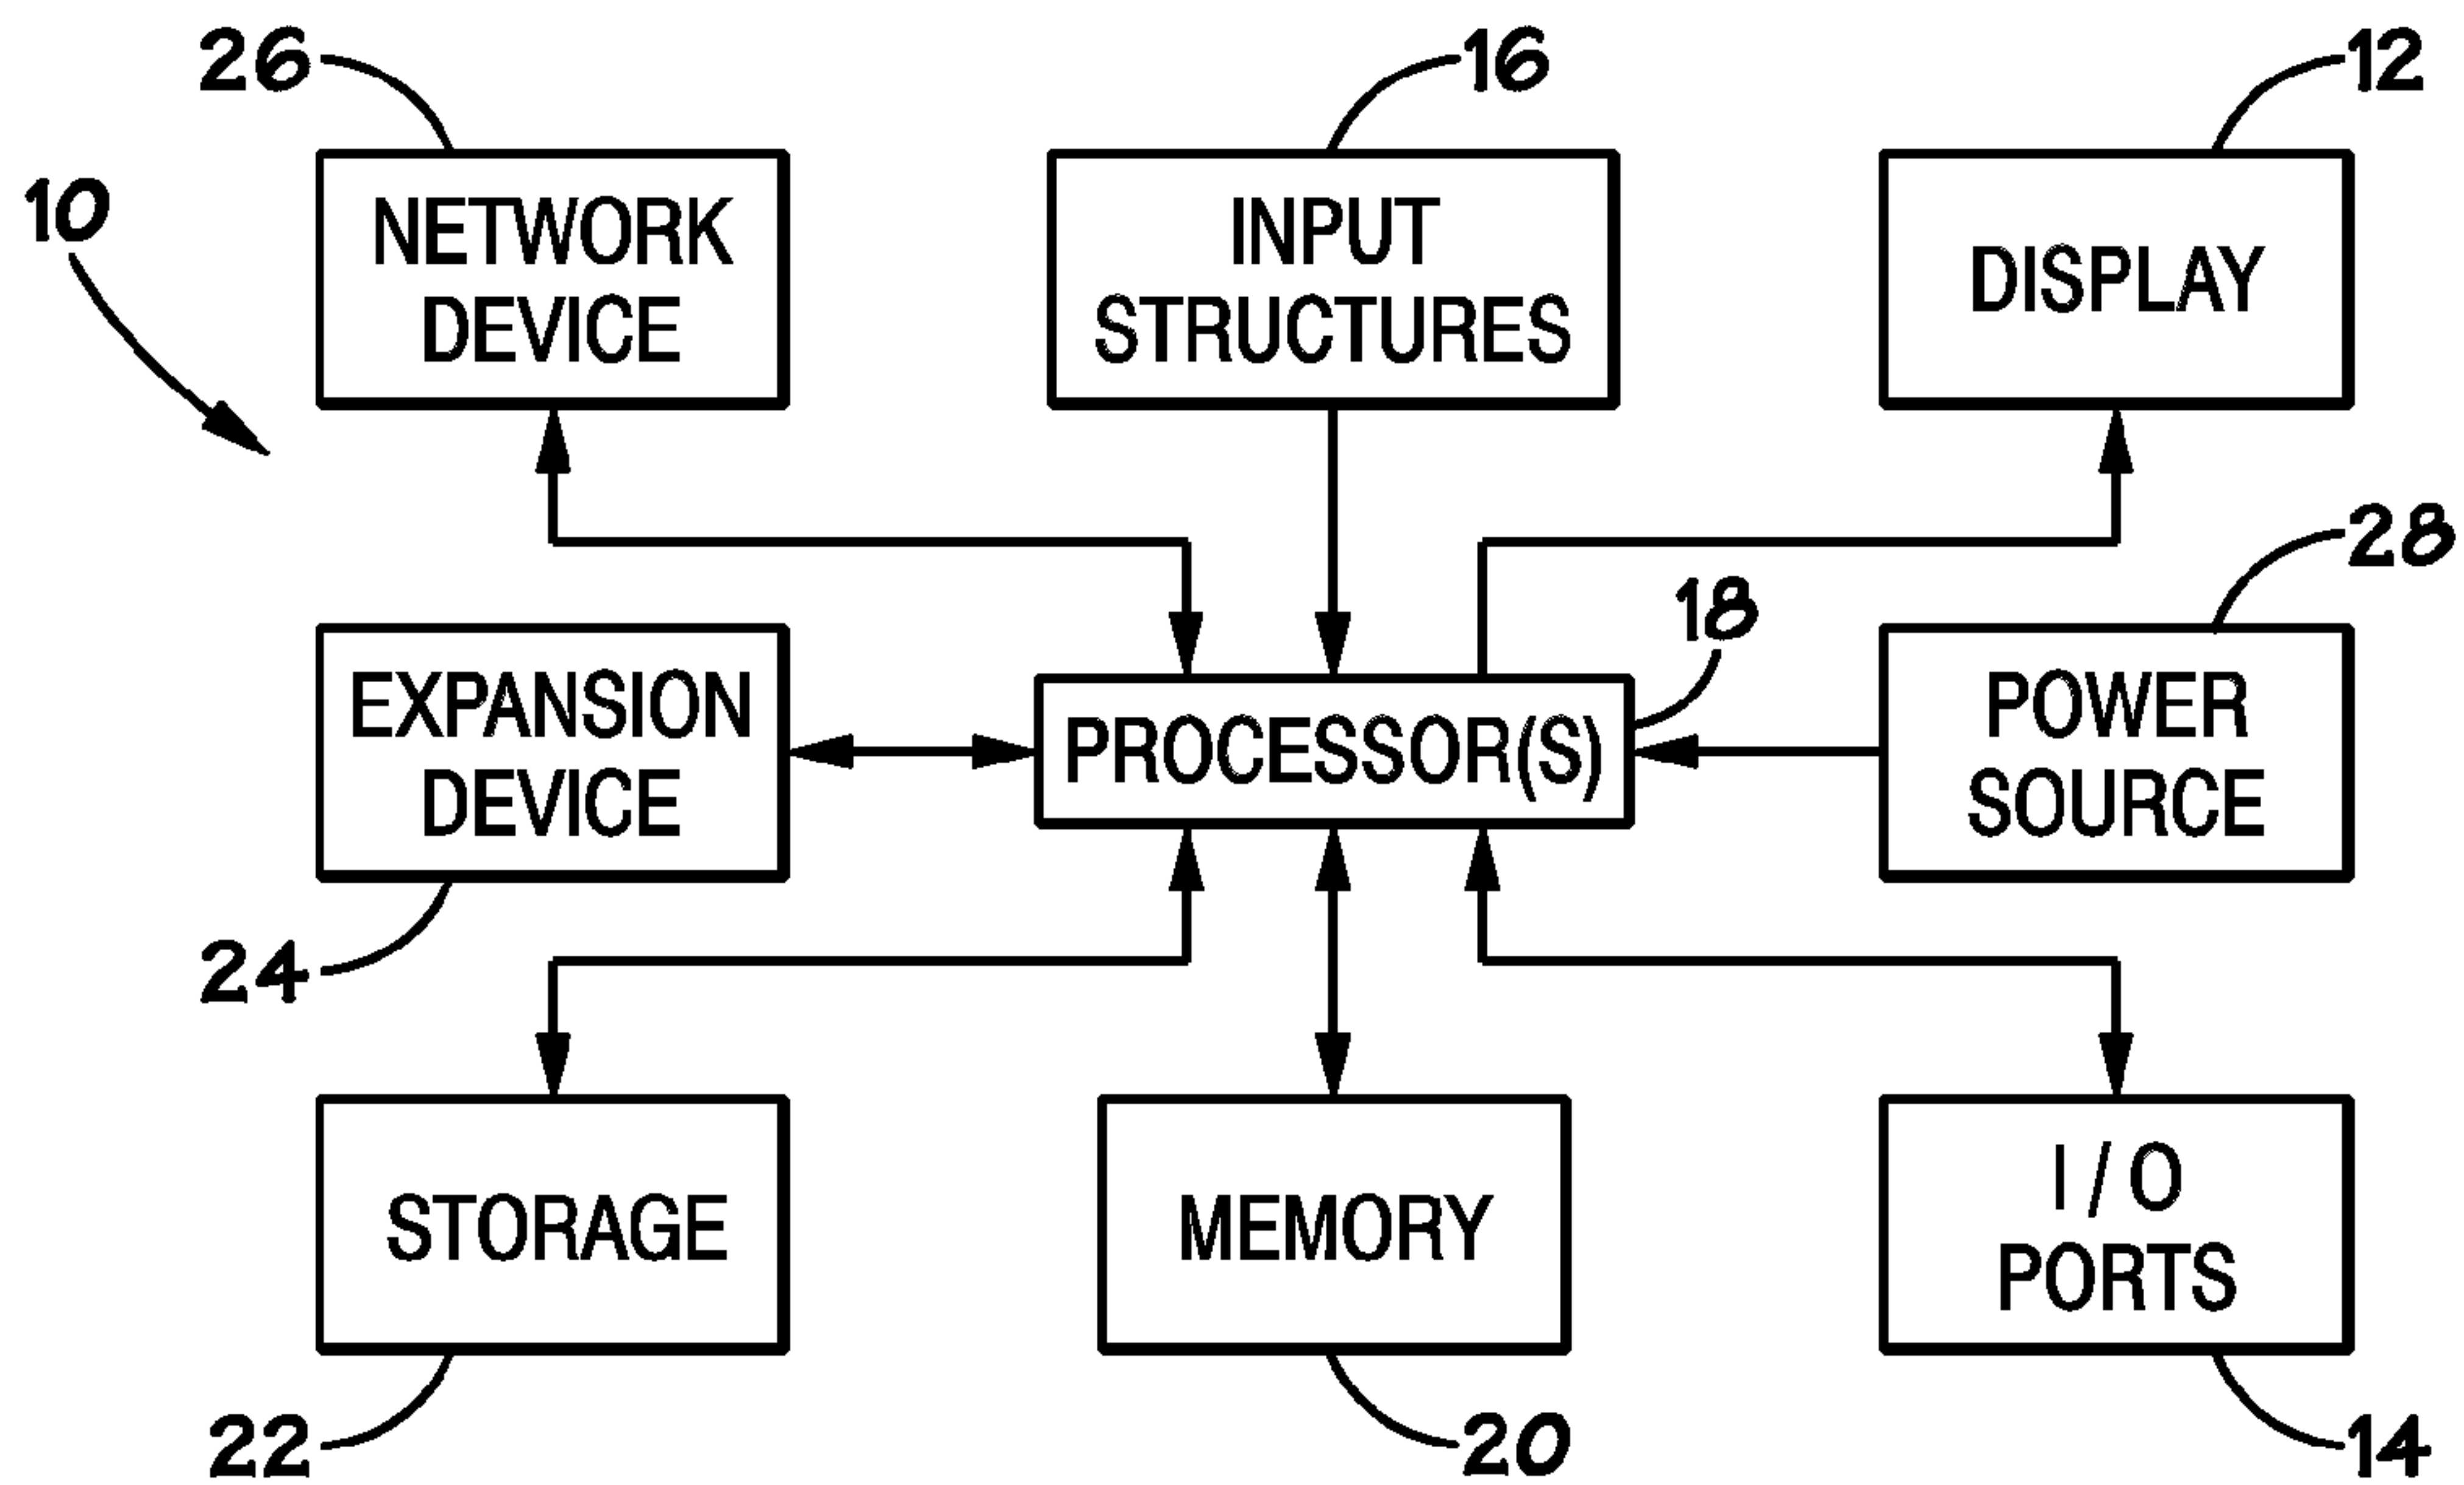 26
16
12
10
NETWORK
DEVICE
INPUT
STRUCTURES
DISPLAY
28
18
EXPANSION
DEVICE
PROCESSOR(S)
POWER
SOURCE
24
STORAGE
MEMORY
I / O
PORTS
22
20
14